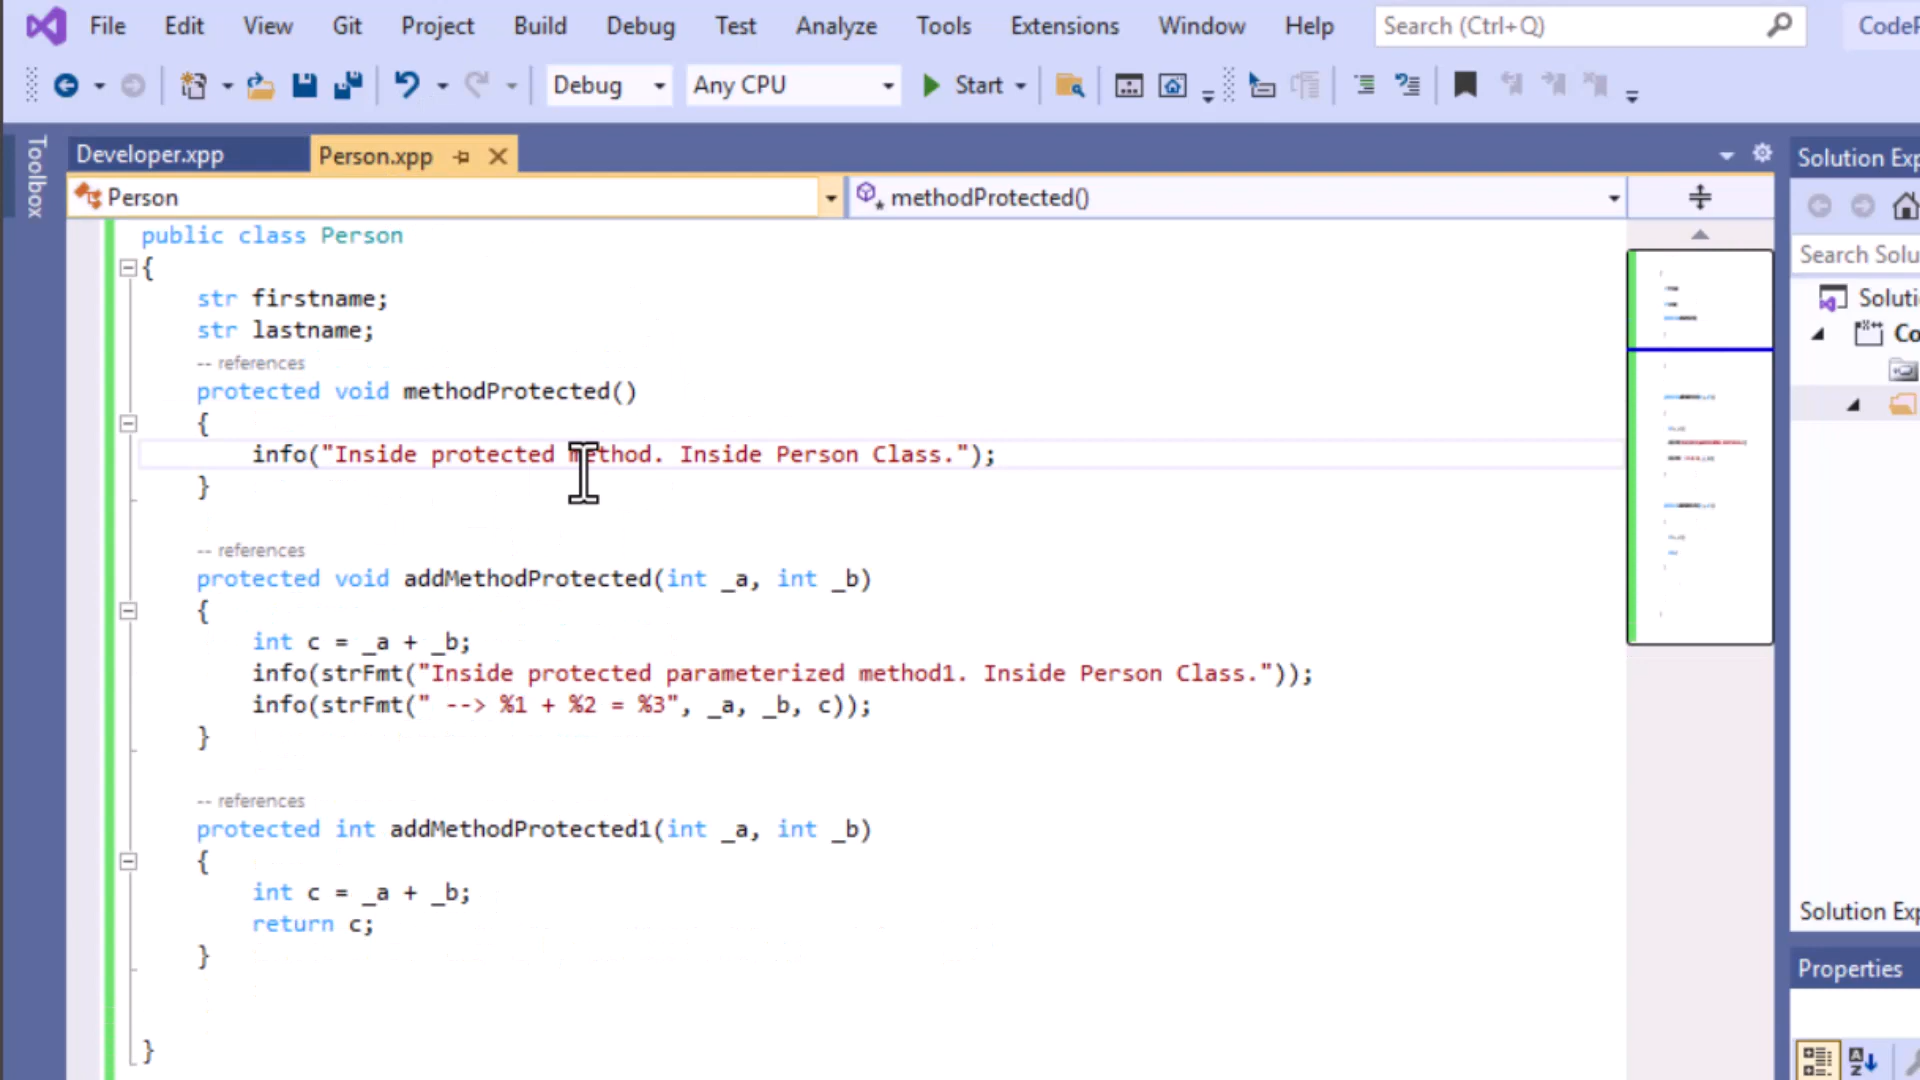 File Edit View Git Project Build Debug Test Analyze Tools Extensions Window Help Search (Ctrl+Q) CodeP
Debug Any CPU Start
Toolbox
Developer.xpp Person.xpp Solution Exp
Person methodProtected()
Search Solu
Soluti
Co
public class Person
{
str firstname;
str lastname;
-- references
protected void methodProtected()
{
info("Inside protected method. Inside Person Class.");
}
-- references
protected void addMethodProtected(int _a, int _b)
{
int c = _a + _b;
info(strFmt("Inside protected parameterized method1. Inside Person Class."));
info(strFmt(" --> %1 + %2 = %3", _a, _b, c));
}
-- references
protected int addMethodProtected1(int _a, int _b)
{
int c = _a + _b;
return c;
}
}
Solution Exp
Properties